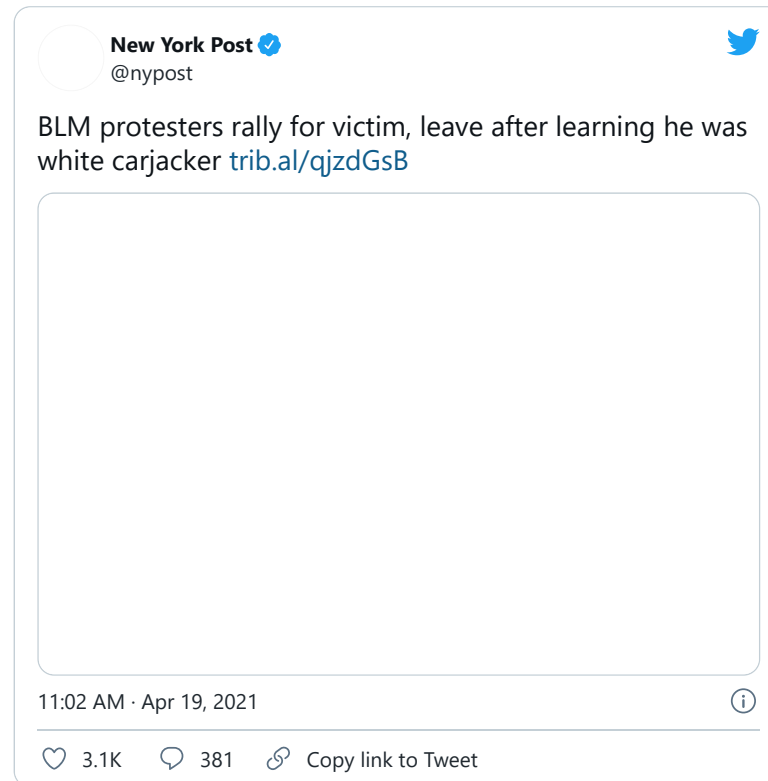 New York Post
@nypost
BLM protesters rally for victim, leave after learning he was
white carjacker trib.al/qjzdGsB
11:02 AM · Apr 19, 2021
3.1K 381 Copy link to Tweet